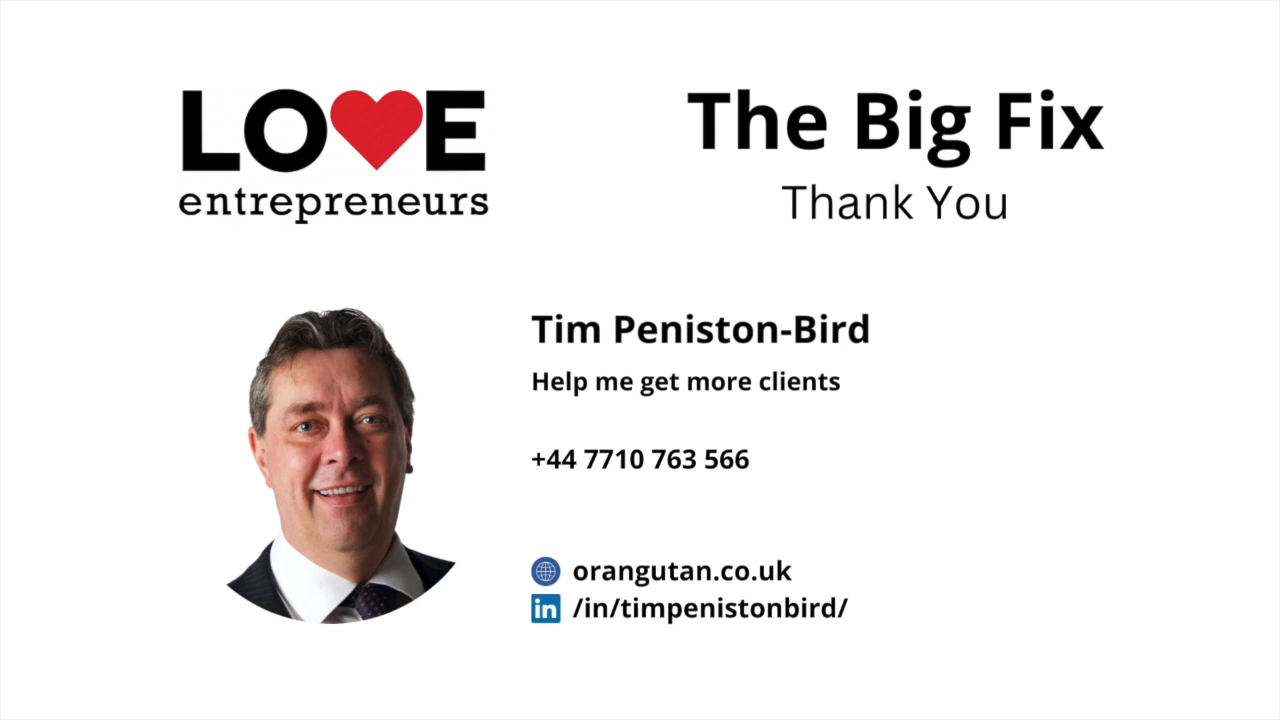 LOVE
entrepreneurs
The Big Fix
Thank You
Tim Peniston-Bird
Help me get more clients
+44 7710 763 566
orangutan.co.uk
in /in/timpenistonbird/